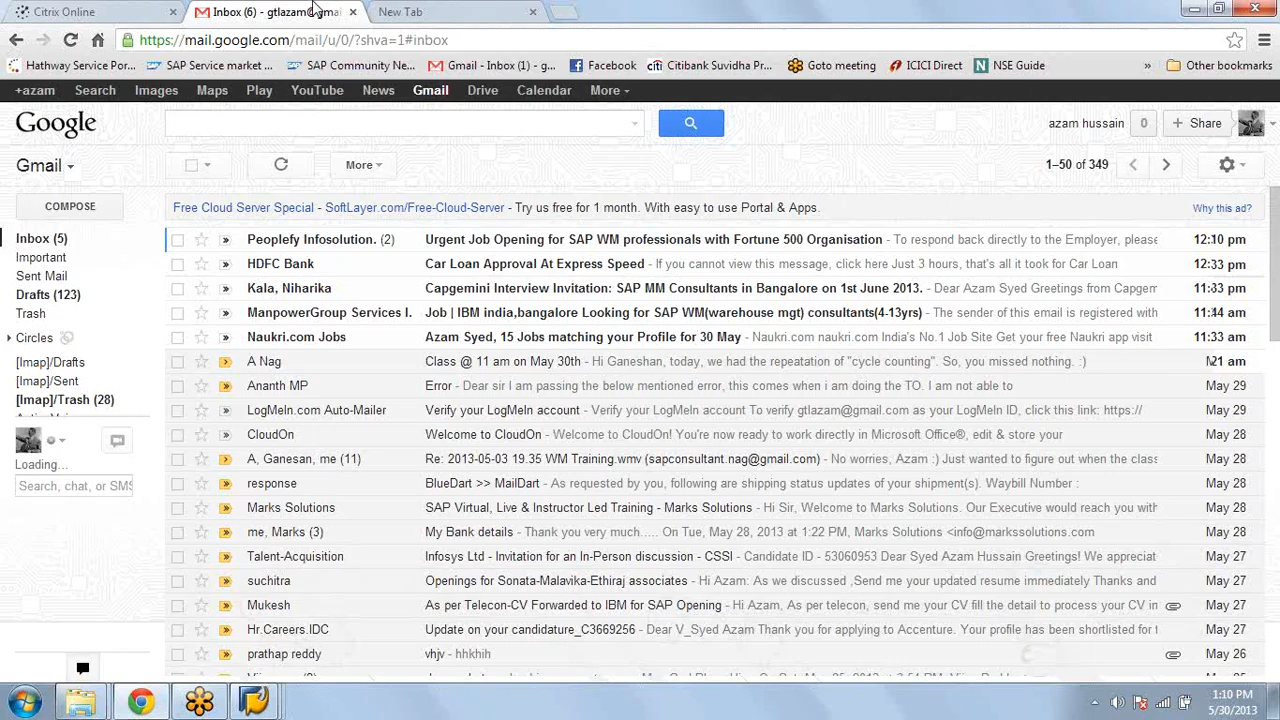 Citrix Online
Inbox (6) - gtlazam@gmai
New Tab
https://mail.google.com/mail/u/0/?shva=1#inbox
Hathway Service Por... SAP Service market ... SAP Community Ne... Gmail - Inbox (1) - g... Facebook Citibank Suvidha Pr... Goto meeting ICICI Direct NSE Guide » Other bookmarks
+azam Search Images Maps Play YouTube News Gmail Drive Calendar More
Google azam hussain 0 + Share
Gmail More 1–50 of 349
COMPOSE
Inbox (5)
Important
Sent Mail
Drafts (123)
Trash
Circles
[Imap]/Drafts
[Imap]/Sent
[Imap]/Trash (28)
Loading...
Search, chat, or SMS
Free Cloud Server Special - SoftLayer.com/Free-Cloud-Server - Try us free for 1 month. With easy to use Portal & Apps. Why this ad?
Peoplefy Infosolution. (2) Urgent Job Opening for SAP WM professionals with Fortune 500 Organisation - To respond back directly to the Employer, please 12:10 pm
HDFC Bank Car Loan Approval At Express Speed - If you cannot view this message, click here Just 3 hours, that's all it took for Car Loan 12:33 pm
Kala, Niharika Capgemini Interview Invitation: SAP MM Consultants in Bangalore on 1st June 2013. - Dear Azam Syed Greetings from Capgem 11:33 pm
ManpowerGroup Services I. Job | IBM india,bangalore Looking for SAP WM(warehouse mgt) consultants(4-13yrs) - The sender of this email is registered with 11:44 am
Naukri.com Jobs Azam Syed, 15 Jobs matching your Profile for 30 May - Naukri.com naukri.com India's No.1 Job Site Get your free Naukri app visit 11:33 am
A Nag Class @ 11 am on May 30th - Hi Ganeshan, today, we had the repeatation of "cycle counting". So, you missed nothing. :) 21 am
Ananth MP Error - Dear sir I am passing the below mentioned error, this comes when i am doing the TO. I am not able to May 29
LogMeIn.com Auto-Mailer Verify your LogMeIn account - Verify your LogMeIn account To verify gtlazam@gmail.com as your LogMeIn ID, click this link: https:// May 29
CloudOn Welcome to CloudOn! - Welcome to CloudOn! You're now ready to work directly in Microsoft Office®, edit & store your May 28
A, Ganesan, me (11) Re: 2013-05-03 19.35 WM Training.wmv (sapconsultant.nag@gmail.com) - No worries, Azam :) Just wanted to figure out when the class May 28
response BlueDart >> MailDart - As requested by you, following are shipping status updates of your shipment(s). Waybill Number : May 28
Marks Solutions SAP Virtual, Live & Instructor Led Training - Marks Solutions - Hi Sir, Welcome to Marks Solutions. Our Executive would reach you with May 28
me, Marks (3) My Bank details - Thank you very much..... On Tue, May 28, 2013 at 1:22 PM, Marks Solutions <info@markssolutions.com May 28
Talent-Acquisition Infosys Ltd - Invitation for an In-Person discussion - CSSI - Candidate ID - 53060953 Dear Syed Azam Hussain Greetings! We appreciat May 28
suchitra Openings for Sonata-Malavika-Ethiraj associates - Hi Azam. As we discussed ,Send me your updated resume immediately Thanks and May 27
Mukesh As per Telecon-CV Forwarded to IBM for SAP Opening - Hi Azam, As per telecon, send me your CV fill the detail to process your CV in May 27
Hr.Careers.IDC Update on your candidature_C3669256 - Dear V_Syed Azam Thank you for applying to Accenture. Your profile has been shortlisted for t May 27
prathap reddy vhjv - hhkhih May 26
1:10 PM
5/30/2013